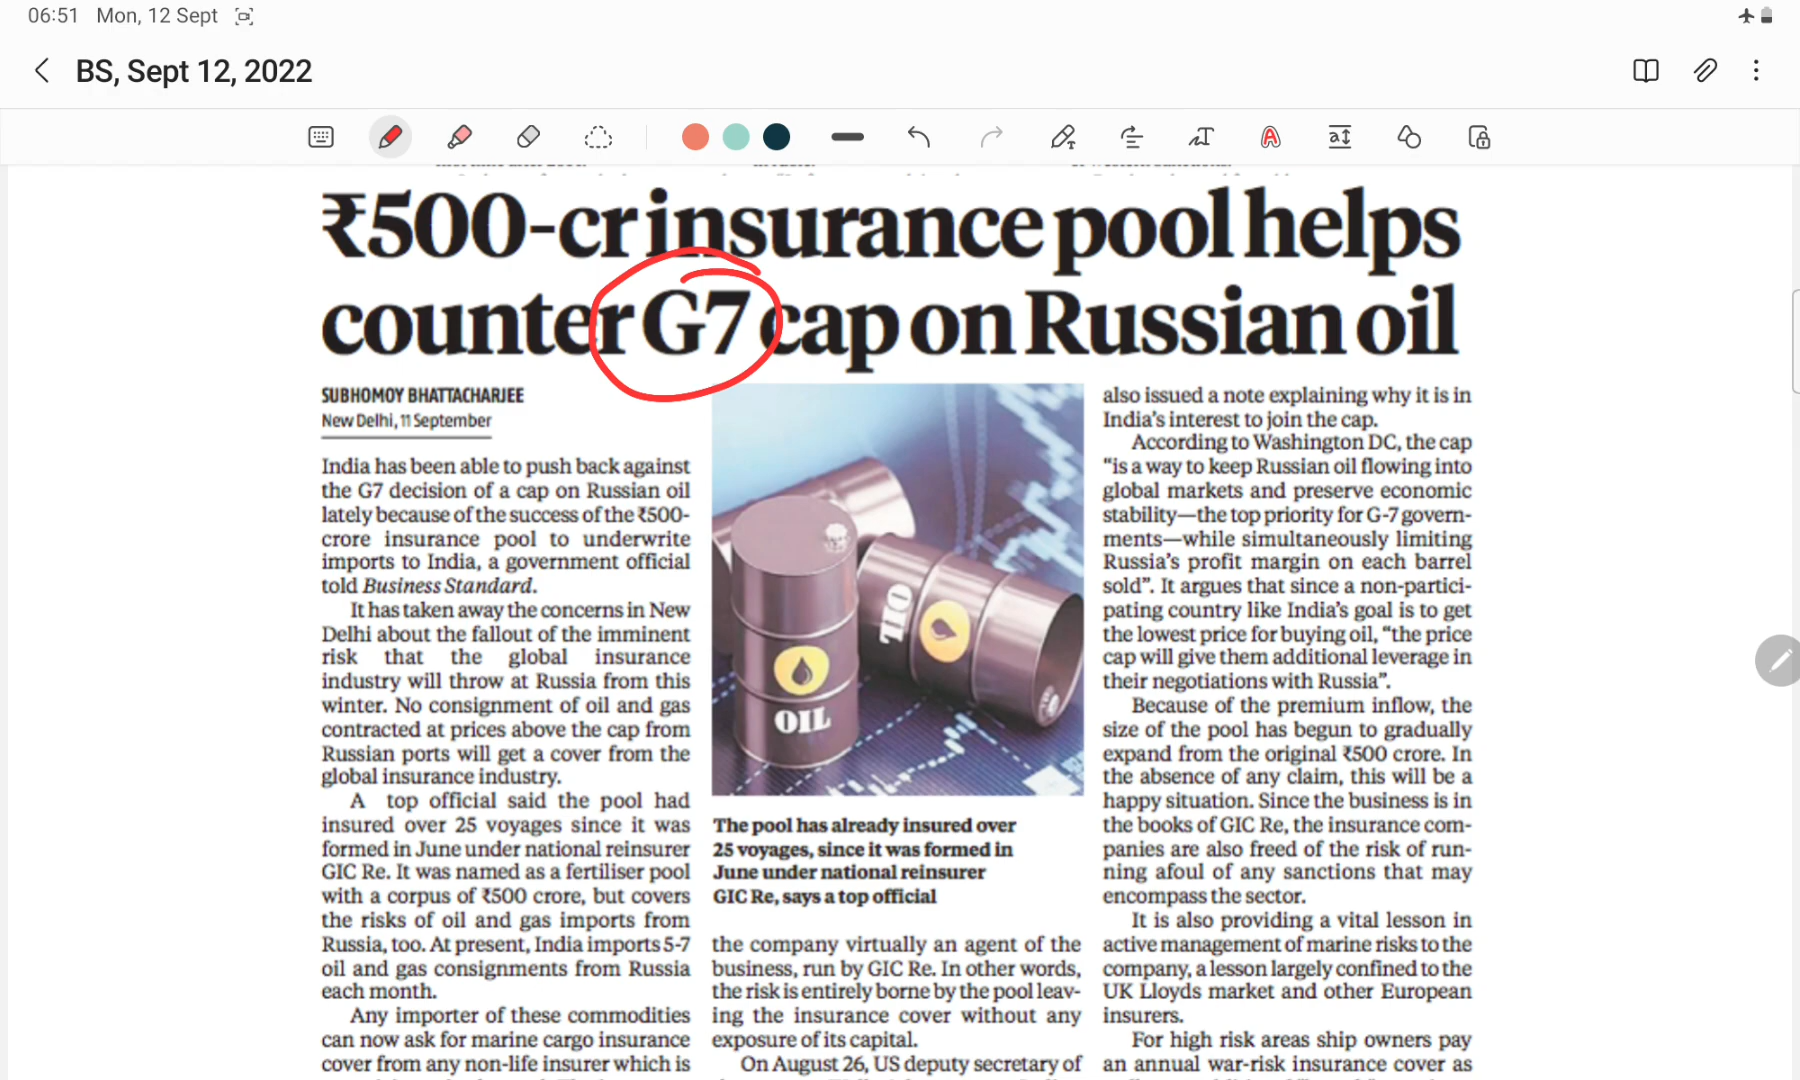 06:51 Mon, 12 Sept
BS, Sept 12, 2022
₹500-cr insurance pool helps
counter G7 cap on Russian oil
SUBHOMOY BHATTACHARJEE
New Delhi, 11 September
India has been able to push back against
the G7 decision of a cap on Russian oil
lately because of the success of the ₹500-
crore insurance pool to underwrite
imports to India, a government official
told Business Standard.
It has taken away the concerns in New
Delhi about the fallout of the imminent
risk that the global insurance
industry will throw at Russia from this
winter. No consignment of oil and gas
contracted at prices above the cap from
Russian ports will get a cover from the
global insurance industry.
A top official said the pool had
insured over 25 voyages since it was
formed in June under national reinsurer
GIC Re. It was named as a fertiliser pool
with a corpus of ₹500 crore, but covers
the risks of oil and gas imports from
Russia, too. At present, India imports 5-7
oil and gas consignments from Russia
each month.
Any importer of these commodities
can now ask for marine cargo insurance
cover from any non-life insurer which is
OIL
OIL
The pool has already insured over
25 voyages, since it was formed in
June under national reinsurer
GIC Re, says a top official
the company virtually an agent of the
business, run by GIC Re. In other words,
the risk is entirely borne by the pool leav-
ing the insurance cover without any
exposure of its capital.
On August 26, US deputy secretary of
also issued a note explaining why it is in
India's interest to join the cap.
According to Washington DC, the cap
"is a way to keep Russian oil flowing into
global markets and preserve economic
stability—the top priority for G-7 govern-
ments—while simultaneously limiting
Russia's profit margin on each barrel
sold". It argues that since a non-partici-
pating country like India's goal is to get
the lowest price for buying oil, "the price
cap will give them additional leverage in
their negotiations with Russia".
Because of the premium inflow, the
size of the pool has begun to gradually
expand from the original ₹500 crore. In
the absence of any claim, this will be a
happy situation. Since the business is in
the books of GIC Re, the insurance com-
panies are also freed of the risk of run-
ning afoul of any sanctions that may
encompass the sector.
It is also providing a vital lesson in
active management of marine risks to the
company, a lesson largely confined to the
UK Lloyds market and other European
insurers.
For high risk areas ship owners pay
an annual war-risk insurance cover as